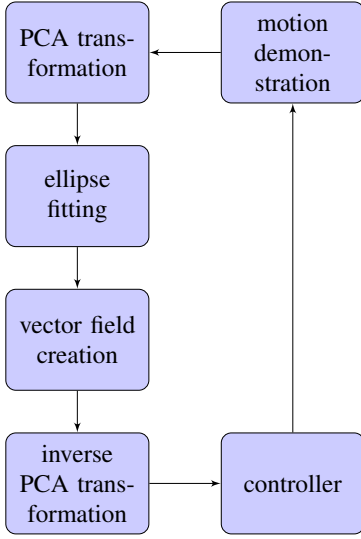 PCA trans-
formation
motion
demon-
stration
ellipse
fitting
vector field
creation
inverse
PCA trans-
formation
controller